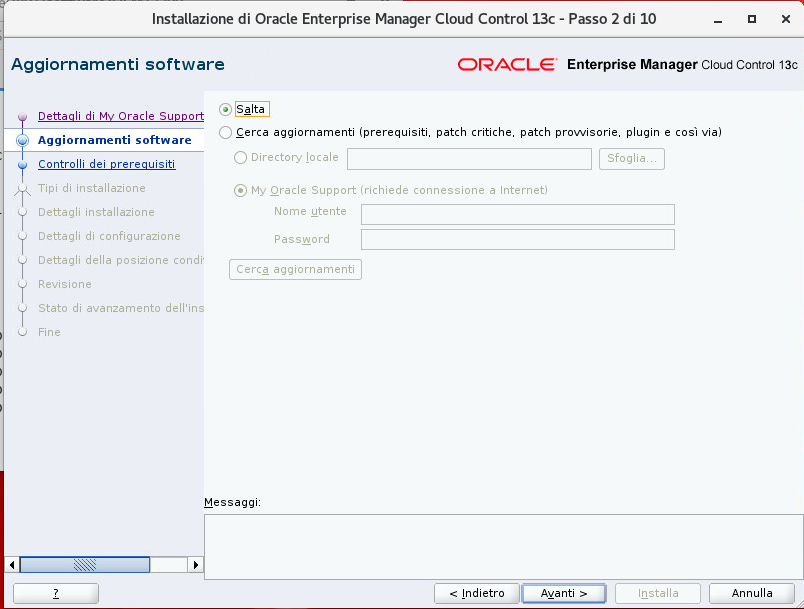 Installazione di Oracle Enterprise Manager Cloud Control 13c - Passo 2 di 10
Aggiornamenti software
ORACLE Enterprise Manager Cloud Control 13c
Dettagli di My Oracle Support
Aggiornamenti software
Controlli dei prerequisiti
Tipi di installazione
Dettagli installazione
Dettagli di configurazione
Dettagli della posizione condi
Revisione
Stato di avanzamento dell'ins
Fine
Salta
Cerca aggiornamenti (prerequisiti, patch critiche, patch provvisorie, plugin e così via)
Directory locale
Sfoglia...
My Oracle Support (richiede connessione a Internet)
Nome utente
Password
Cerca aggiornamenti
Messaggi:
? < Indietro Avanti > Installa Annulla